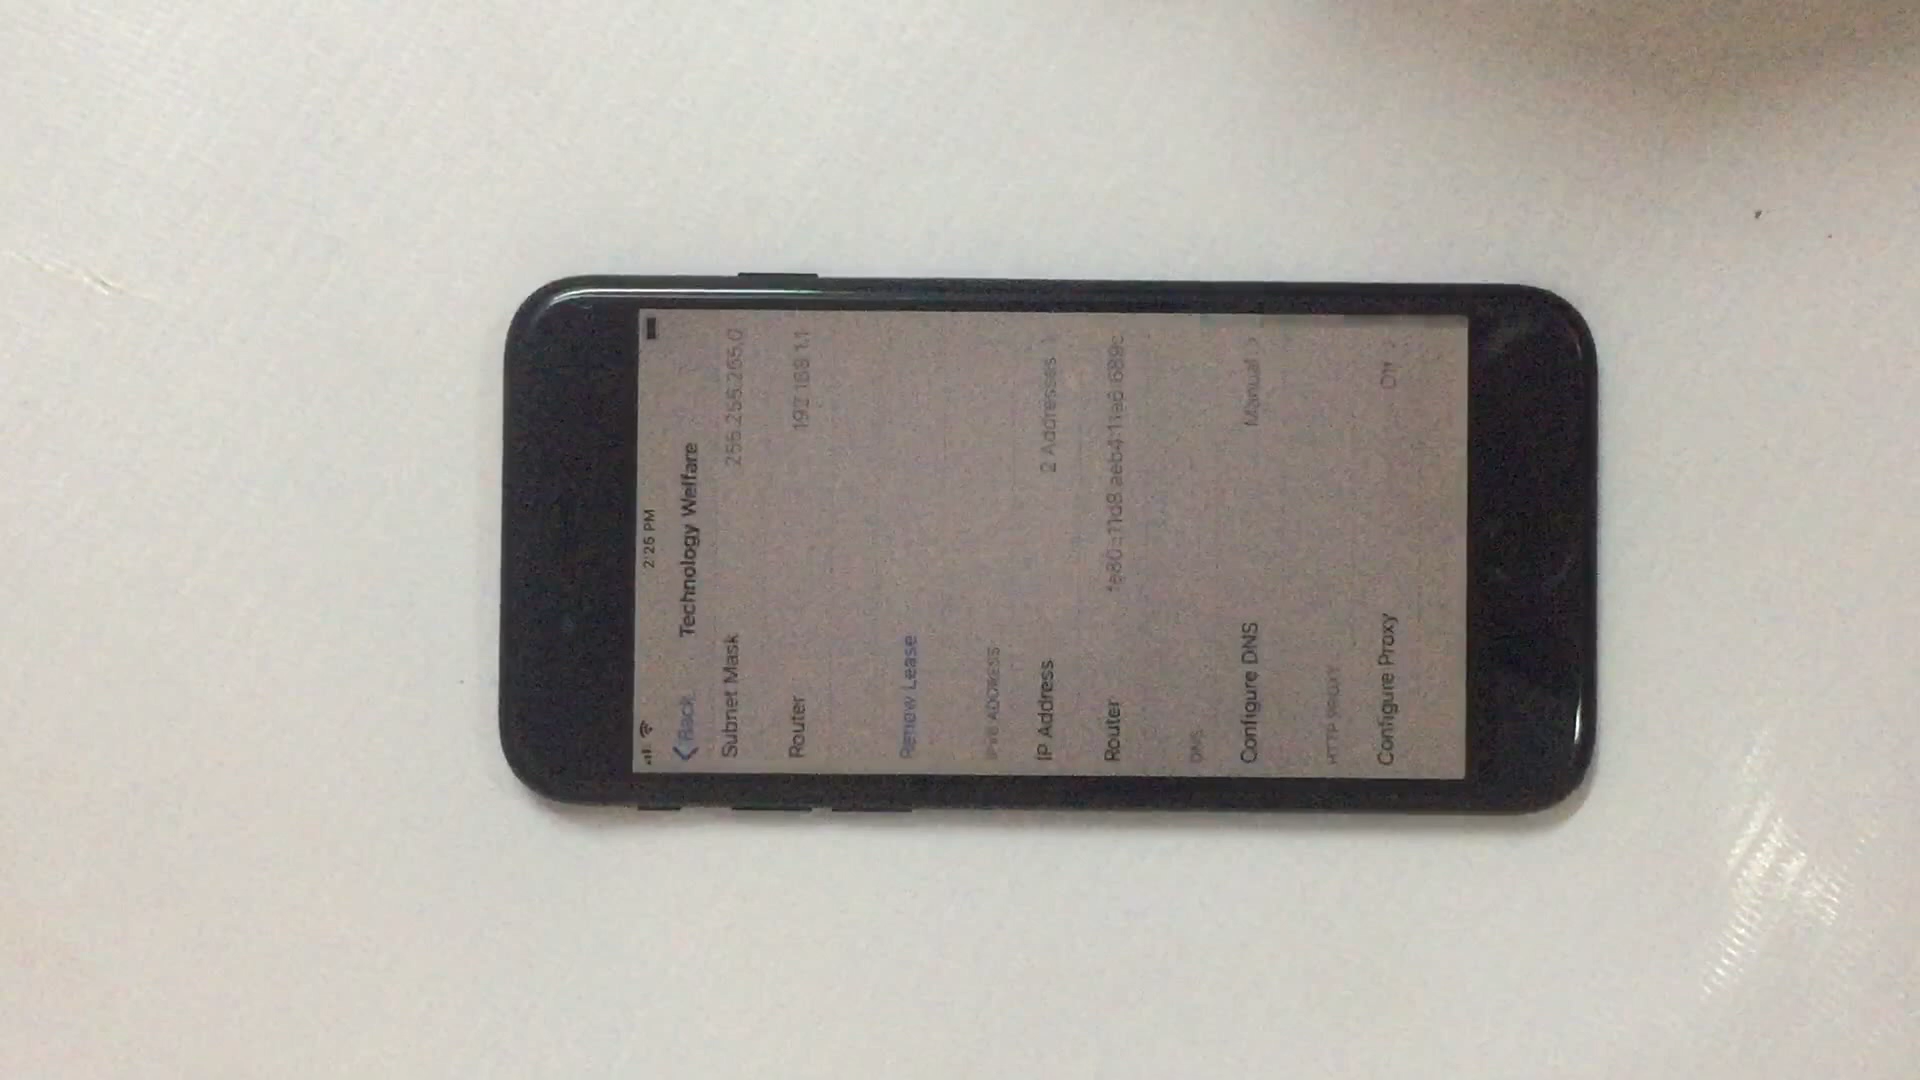 2:25 PM
Back Technology Welfare
Subnet Mask 255.255.255.0
Router 192.168.1.1
Renew Lease
IPV6 ADDRESS
IP Address 2 Addresses
Router
DNS
Configure DNS Manual
HTTP PROXY
Configure Proxy Off